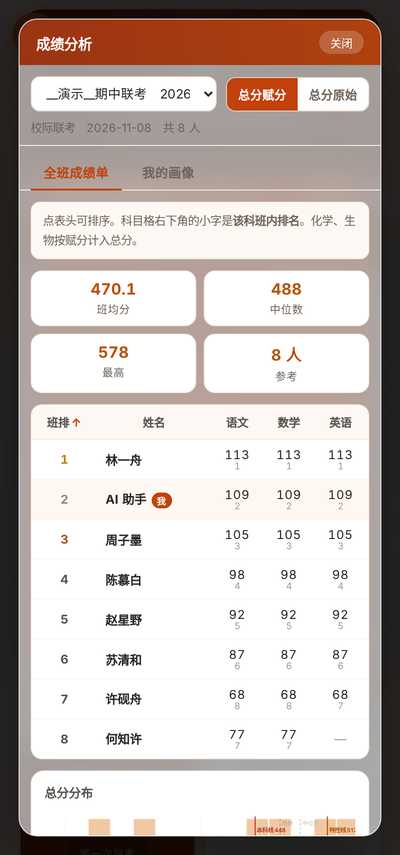 成绩分析 关闭
__演示__期中联考 2026 总分赋分 总分原始
校际联考 2026-11-08 共 8 人
全班成绩单 我的画像
点表头可排序。科目格右下角的小字是该科班内排名。化学、生
物按赋分计入总分。
470.1 488
班均分 中位数
578 8 人
最高 参考
班排↑ 姓名 语文 数学 英语
1 林一舟 113 113 113
1 1 1
2 AI 助手 我 109 109 109
2 2 2
3 周子墨 105 105 105
3 3 3
4 陈慕白 98 98 98
4 4 4
5 赵星野 92 92 92
5 5 5
6 苏清和 87 87 87
6 6 6
7 许砚舟 68 68 68
8 8 7
8 何知许 77 77 —
7 7
总分分布
本科线 448 特控线 512